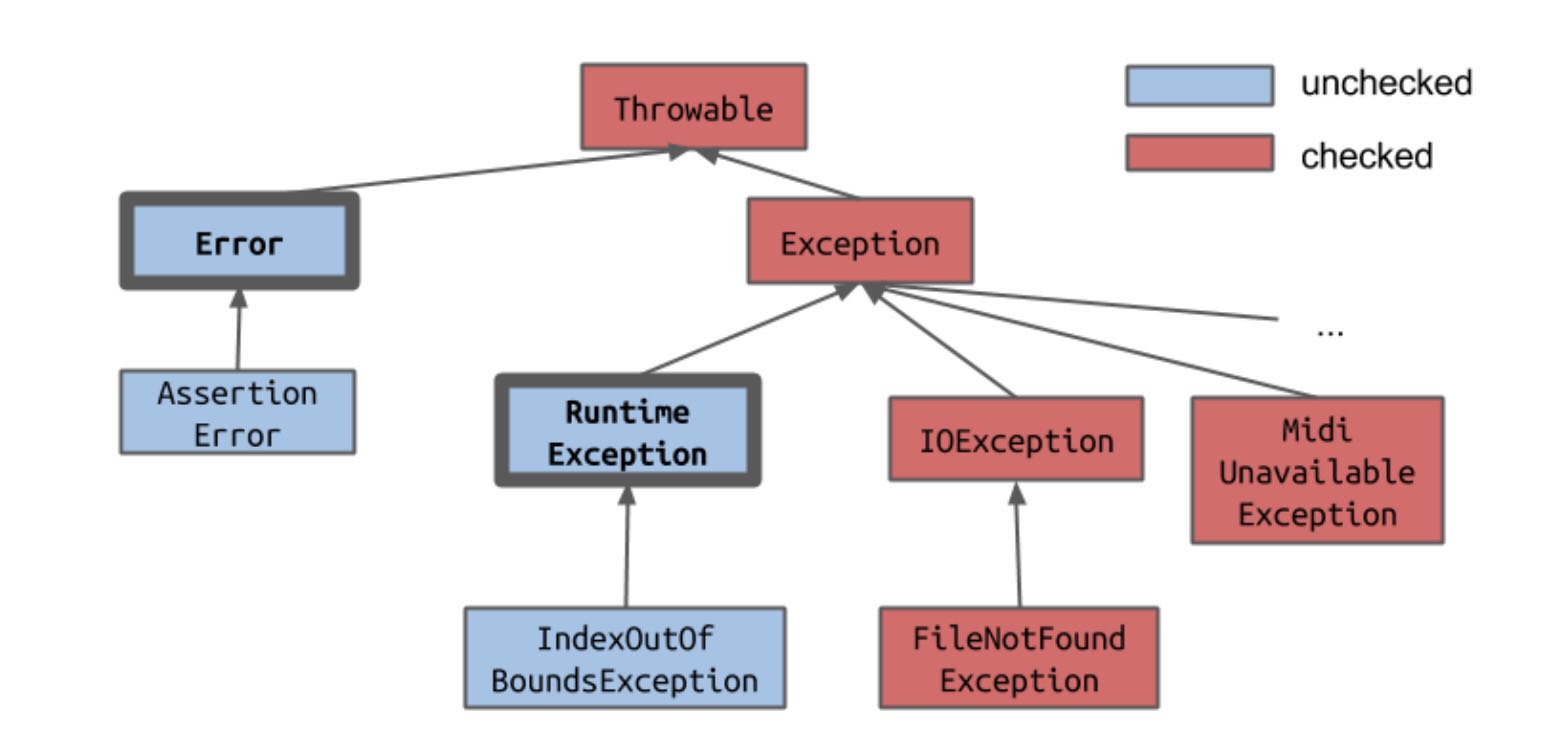 Throwable
unchecked
checked
Error
Exception
...
Assertion
Error
Runtime
Exception
IOException
Midi
Unavailable
Exception
IndexOutOf
BoundsException
FileNotFound
Exception